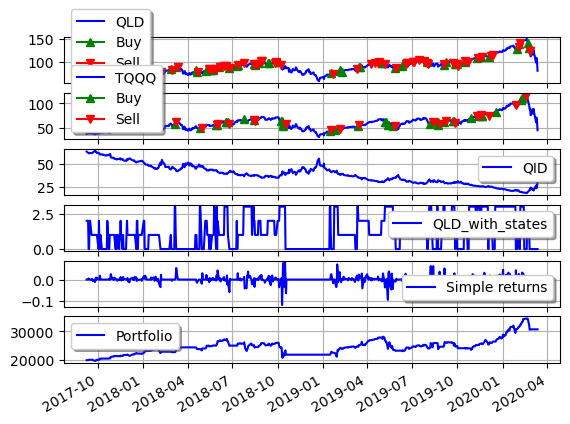 QLD
Buy
Sell
150
100
TQQQ
Buy
Sell
100
50
QID
50
25
QLD_with_states
2.5
0.0
Simple returns
0.0
−0.1
Portfolio
30000
20000
2017-10
2018-01
2018-04
2018-07
2018-10
2019-01
2019-04
2019-07
2019-10
2020-01
2020-04